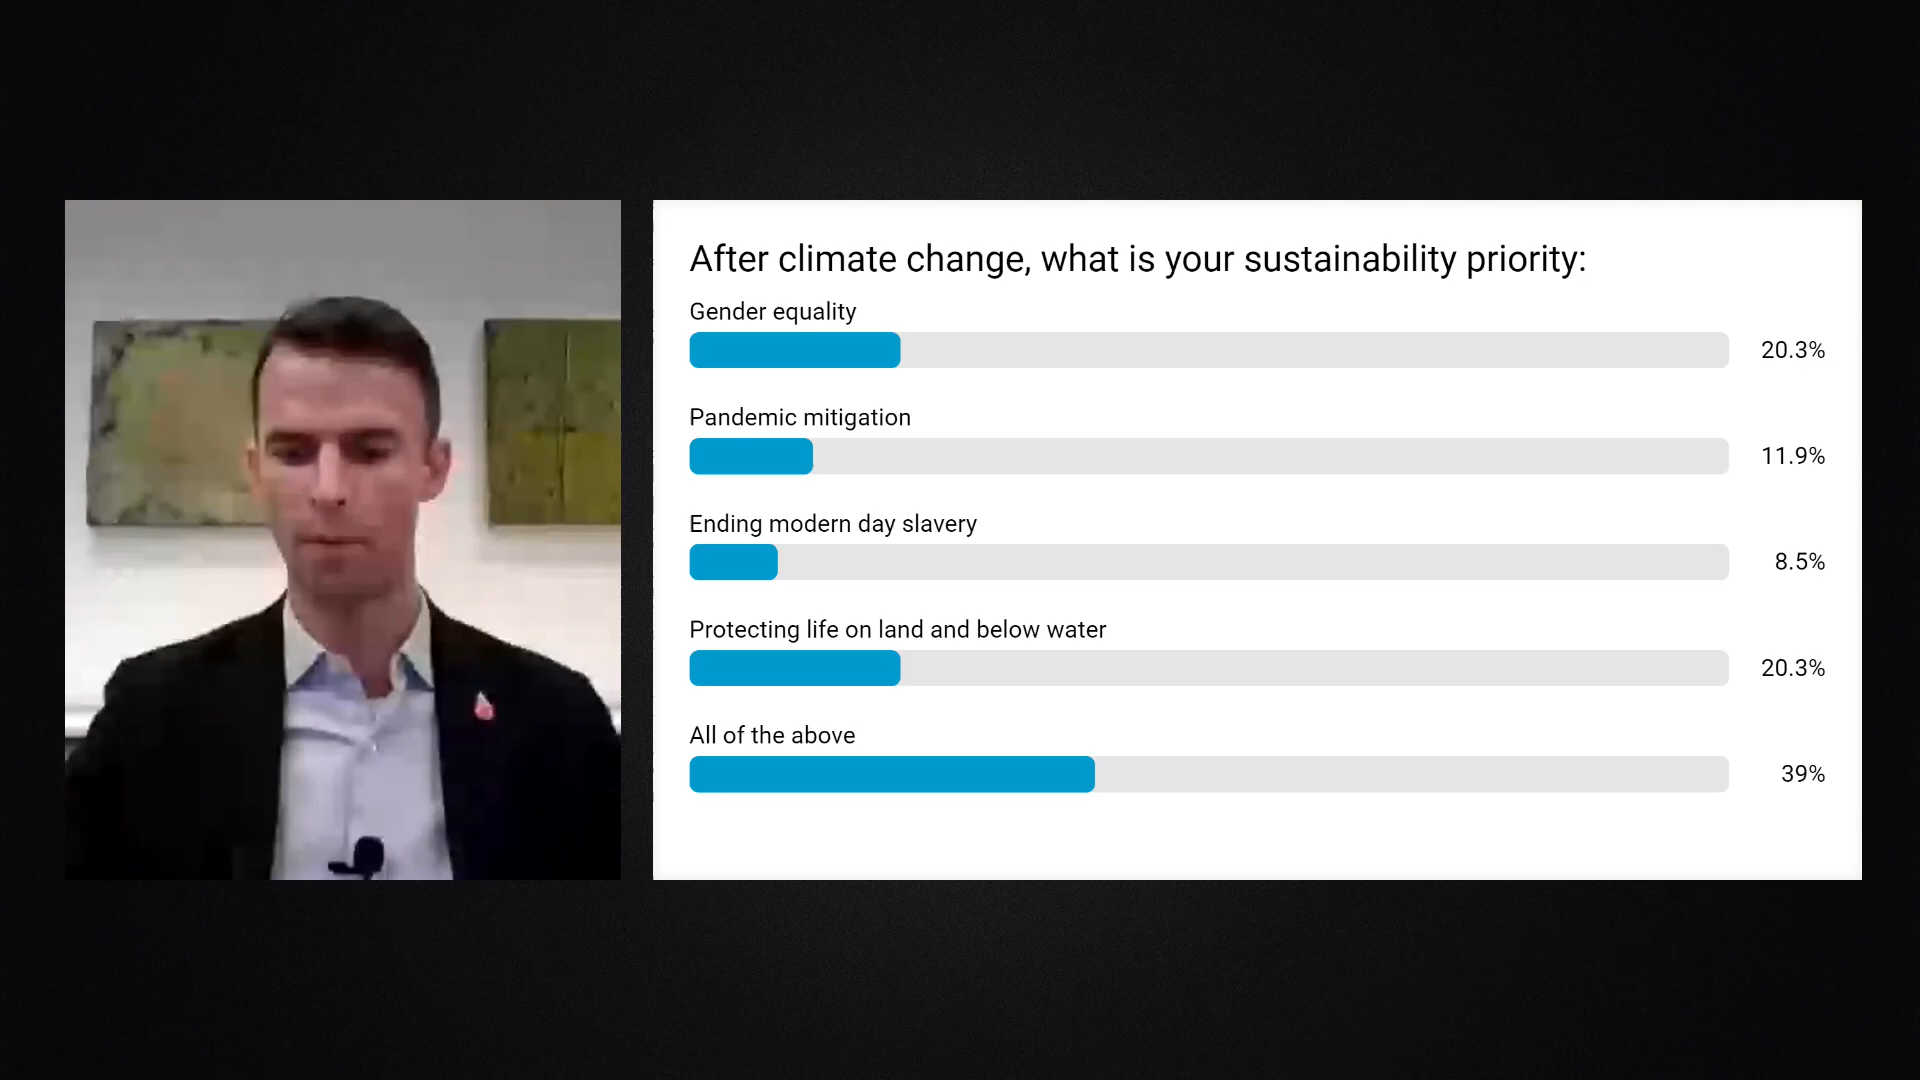 After climate change, what is your sustainability priority:
Gender equality
20.3%
Pandemic mitigation
11.9%
Ending modern day slavery
8.5%
Protecting life on land and below water
20.3%
All of the above
39%